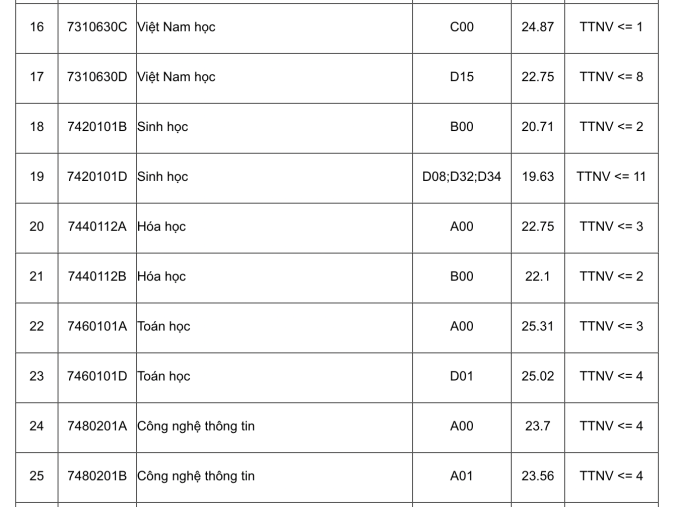 16 7310630C Việt Nam học C00 24.87 TTNV <= 1
17 7310630D Việt Nam học D15 22.75 TTNV <= 8
18 7420101B Sinh học B00 20.71 TTNV <= 2
19 7420101D Sinh học D08;D32;D34 19.63 TTNV <= 11
20 7440112A Hóa học A00 22.75 TTNV <= 3
21 7440112B Hóa học B00 22.1 TTNV <= 2
22 7460101A Toán học A00 25.31 TTNV <= 3
23 7460101D Toán học D01 25.02 TTNV <= 4
24 7480201A Công nghệ thông tin A00 23.7 TTNV <= 4
25 7480201B Công nghệ thông tin A01 23.56 TTNV <= 4